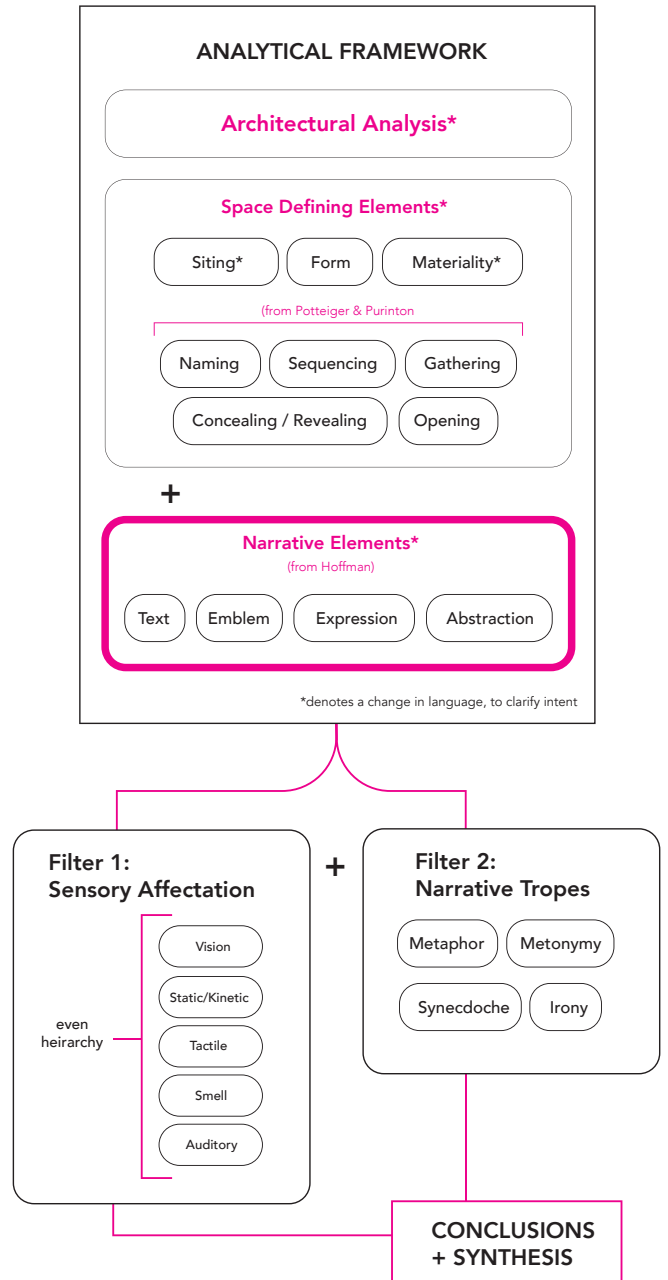 ANALYTICAL FRAMEWORK
Architectural Analysis*
Space Defining Elements*
Siting*
Form
Materiality*
(from Potteiger & Purinton
Naming
Sequencing
Gathering
Concealing / Revealing
Opening
+
Narrative Elements*
(from Hoffman)
Text
Emblem
Expression
Abstraction
*denotes a change in language, to clarify intent
Filter 1:
Sensory Affectation
even
heirarchy
Vision
Static/Kinetic
Tactile
Smell
Auditory
+
Filter 2:
Narrative Tropes
Metaphor
Metonymy
Synecdoche
Irony
CONCLUSIONS
+ SYNTHESIS